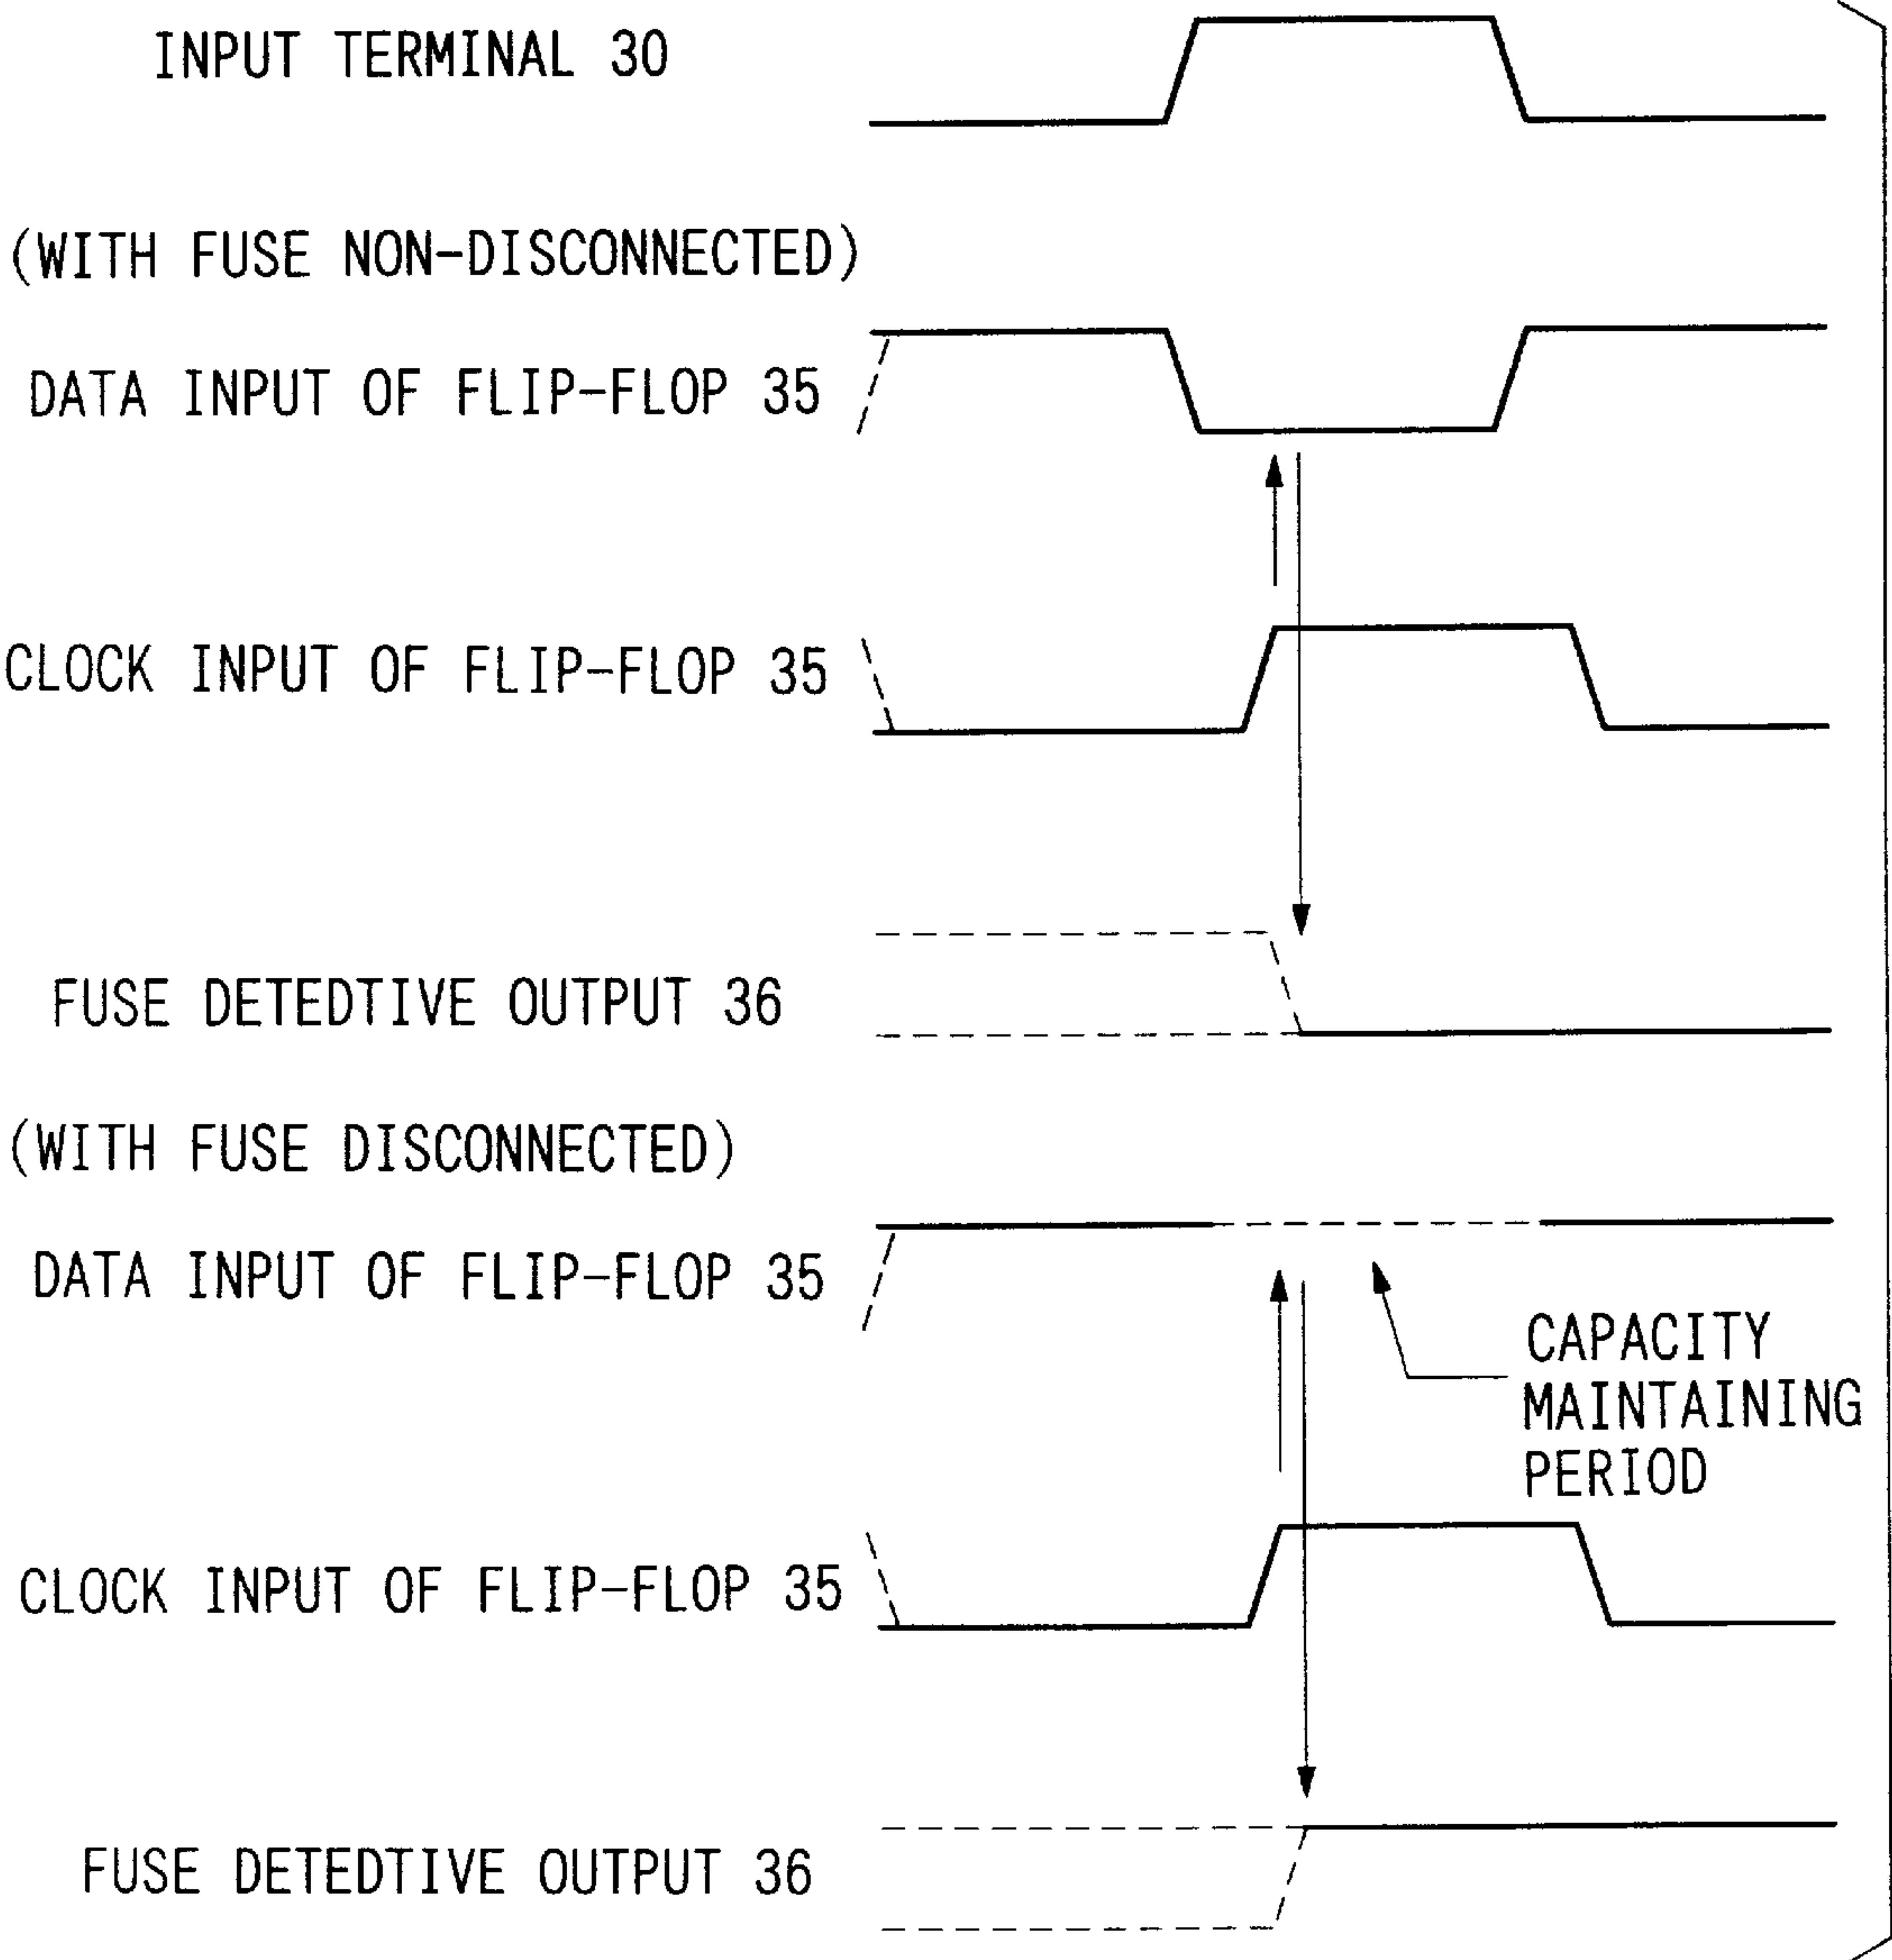 INPUT TERMINAL 30
(WITH FUSE NON-DISCONNECTED)
DATA INPUT OF FLIP-FLOP 35
CLOCK INPUT OF FLIP-FLOP 35
FUSE DETEDTIVE OUTPUT 36
(WITH FUSE DISCONNECTED)
DATA INPUT OF FLIP-FLOP 35
CAPACITY
MAINTAINING
PERIOD
CLOCK INPUT OF FLIP-FLOP 35
FUSE DETEDTIVE OUTPUT 36